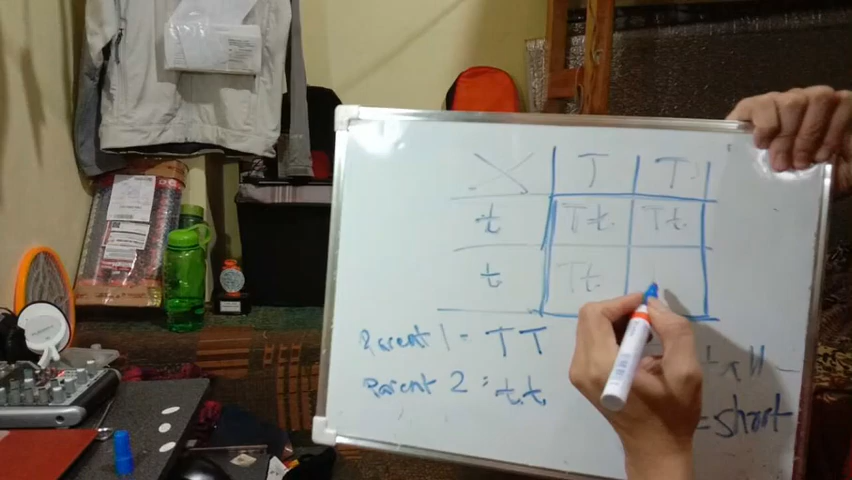 X T T
t Tt Tt
t Tt
Parent 1 = TT
tall
Parent 2 : tt
= short